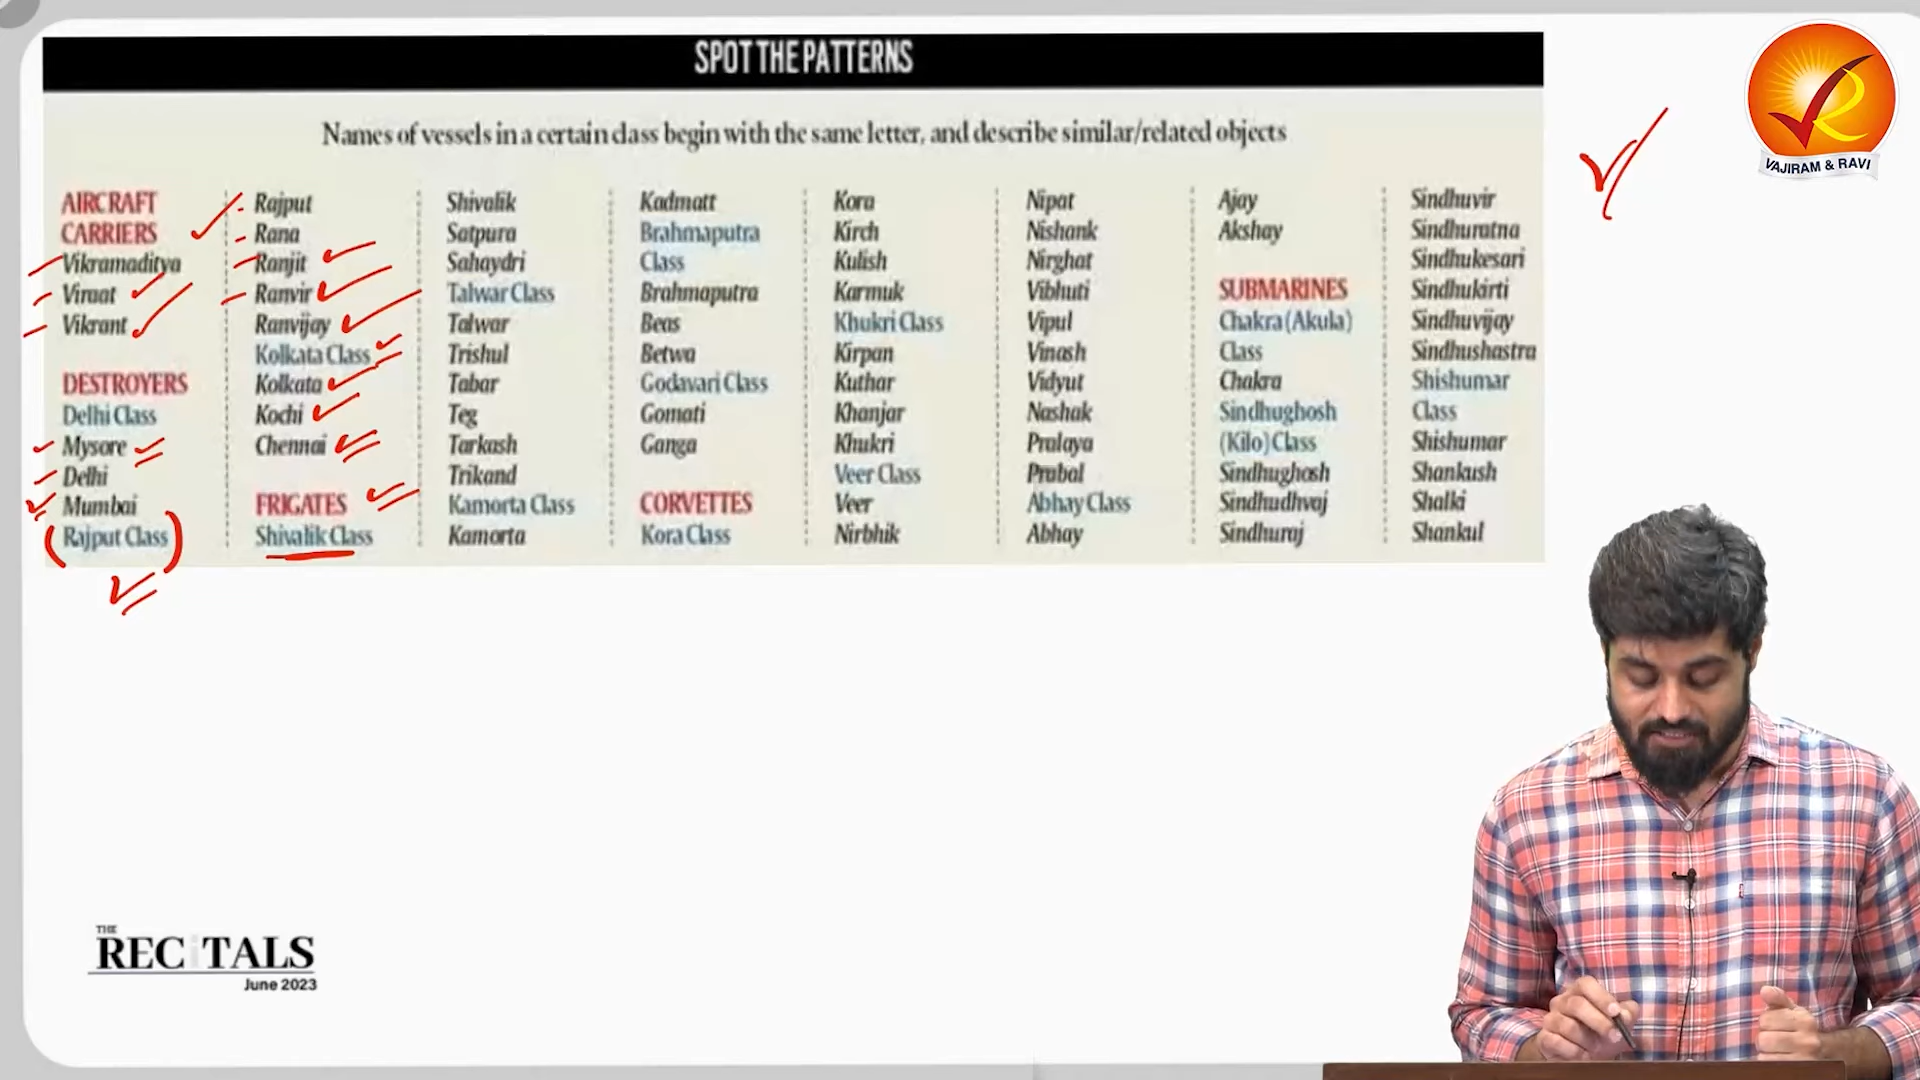 SPOT THE PATTERNS
Names of vessels in a certain class begin with the same letter, and describe similar/related objects
AIRCRAFT
CARRIERS
Vikramaditya
Viraat
Vikrant
DESTROYERS
Delhi Class
Mysore
Delhi
Mumbai
Rajput Class
Rajput
Rana
Ranjit
Ranvir
Ranvijay
Kolkata Class
Kolkata
Kochi
Chennai
FRIGATES
Shivalik Class
Shivalik
Satpura
Sahaydri
Talwar Class
Talwar
Trishul
Tabar
Teg
Tarkash
Trikand
Kamorta Class
Kamorta
Kadmatt
Brahmaputra
Class
Brahmaputra
Beas
Betwa
Godavari Class
Gomati
Ganga
CORVETTES
Kora Class
Kora
Kirch
Kulish
Karmuk
Khukri Class
Kirpan
Kuthar
Khanjar
Khukri
Veer Class
Veer
Nirbhik
Nipat
Nishank
Nirghat
Vibhuti
Vipul
Vinash
Vidyut
Nashak
Pralaya
Prabal
Abhay Class
Abhay
Ajay
Akshay
SUBMARINES
Chakra (Akula)
Class
Chakra
Sindhughosh
(Kilo) Class
Sindhughosh
Sindhudhvaj
Sindhuraj
Sindhuvir
Sindhuratna
Sindhukesari
Sindhukirti
Sindhuvijay
Sindhushastra
Shishumar
Class
Shishumar
Shankush
Shalki
Shankul
VAJIRAM & RAVI
THE
RECITALS
June 2023